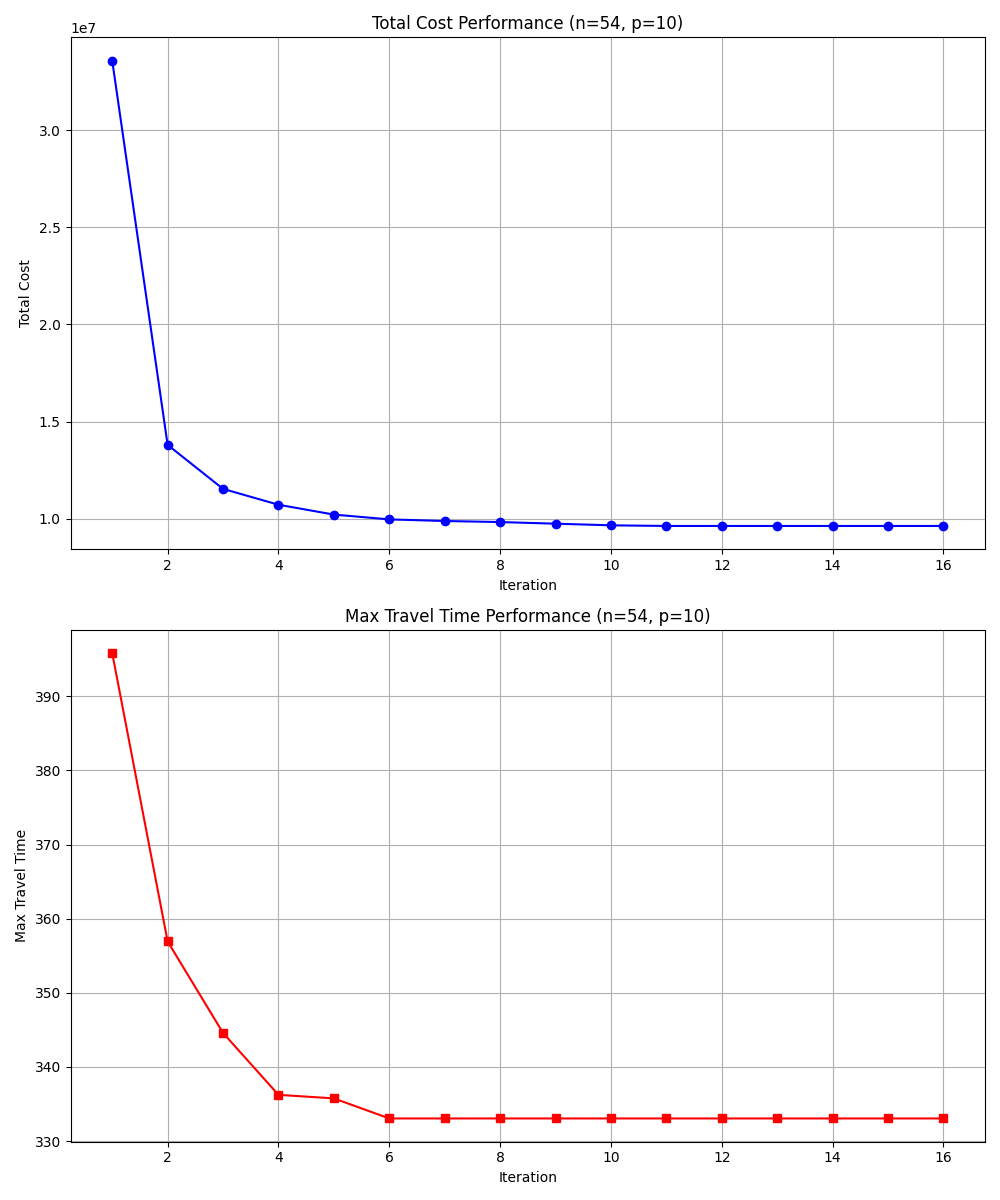 Total Cost Performance (n=54, p=10)
1e7
3.0
2.5
2.0
1.5
1.0
Total Cost
2 4 6 8 10 12 14 16
Iteration
Max Travel Time Performance (n=54, p=10)
390
380
370
360
350
340
330
Max Travel Time
2 4 6 8 10 12 14 16
Iteration